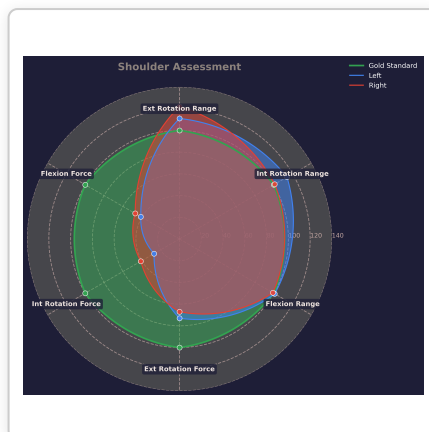 Shoulder Assessment
Gold Standard
Left
Right
Ext Rotation Range
Flexion Force
Int Rotation Range
100 120 140
Int Rotation Force
Flexion Range
Ext Rotation Force